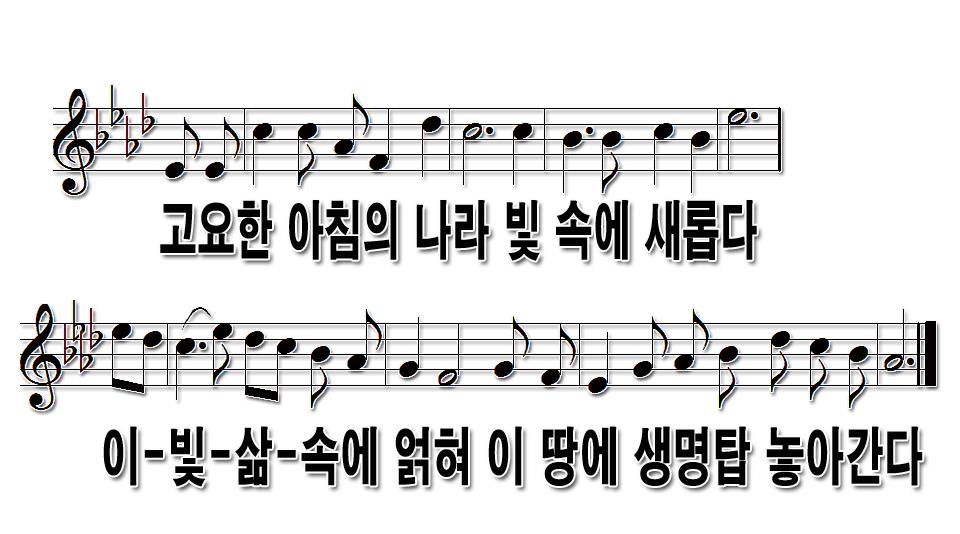 고요한 아침의 나라 빛 속에 새롭다
이-빛-삶-속에 얽혀 이 땅에 생명탑 놓아간다